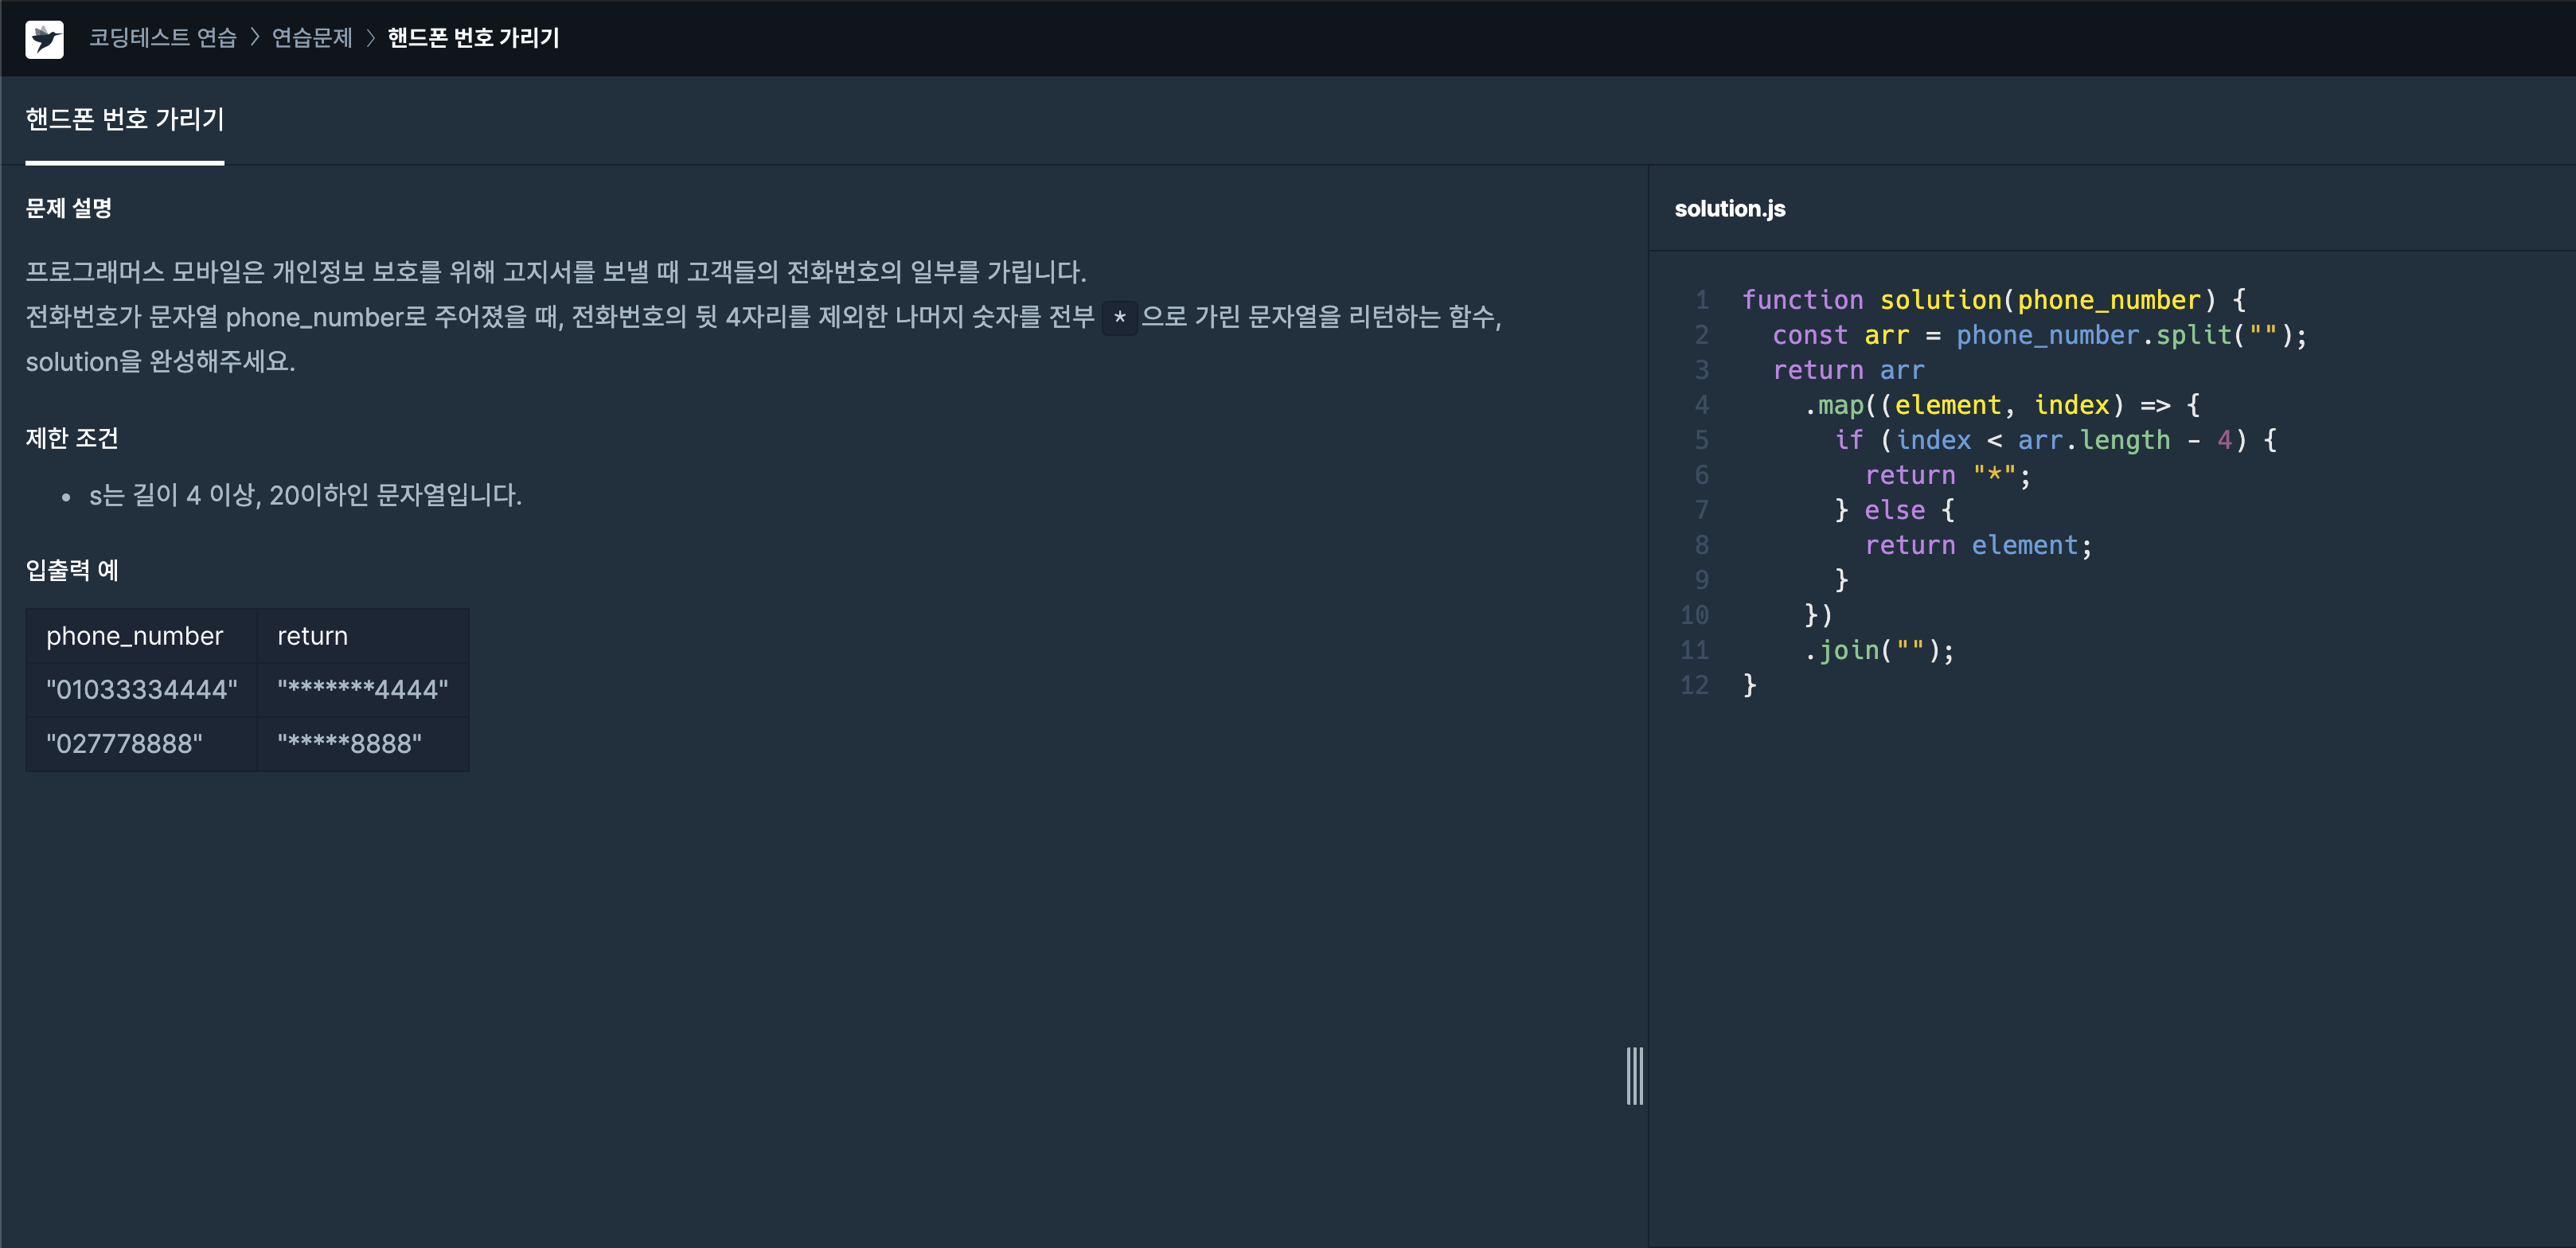 코딩테스트 연습 > 연습문제 > 핸드폰 번호 가리기
핸드폰 번호 가리기
문제 설명
프로그래머스 모바일은 개인정보 보호를 위해 고지서를 보낼 때 고객들의 전화번호의 일부를 가립니다.
전화번호가 문자열 phone_number로 주어졌을 때, 전화번호의 뒷 4자리를 제외한 나머지 숫자를 전부 * 으로 가린 문자열을 리턴하는 함수,
solution을 완성해주세요.
제한 조건
• s는 길이 4 이상, 20이하인 문자열입니다.
입출력 예
phone_number return
"01033334444" "*******4444"
"027778888" "*****8888"
solution.js
1 function solution(phone_number) {
2   const arr = phone_number.split("");
3   return arr
4     .map((element, index) => {
5       if (index < arr.length - 4) {
6         return "*";
7       } else {
8         return element;
9       }
10     })
11     .join("");
12 }